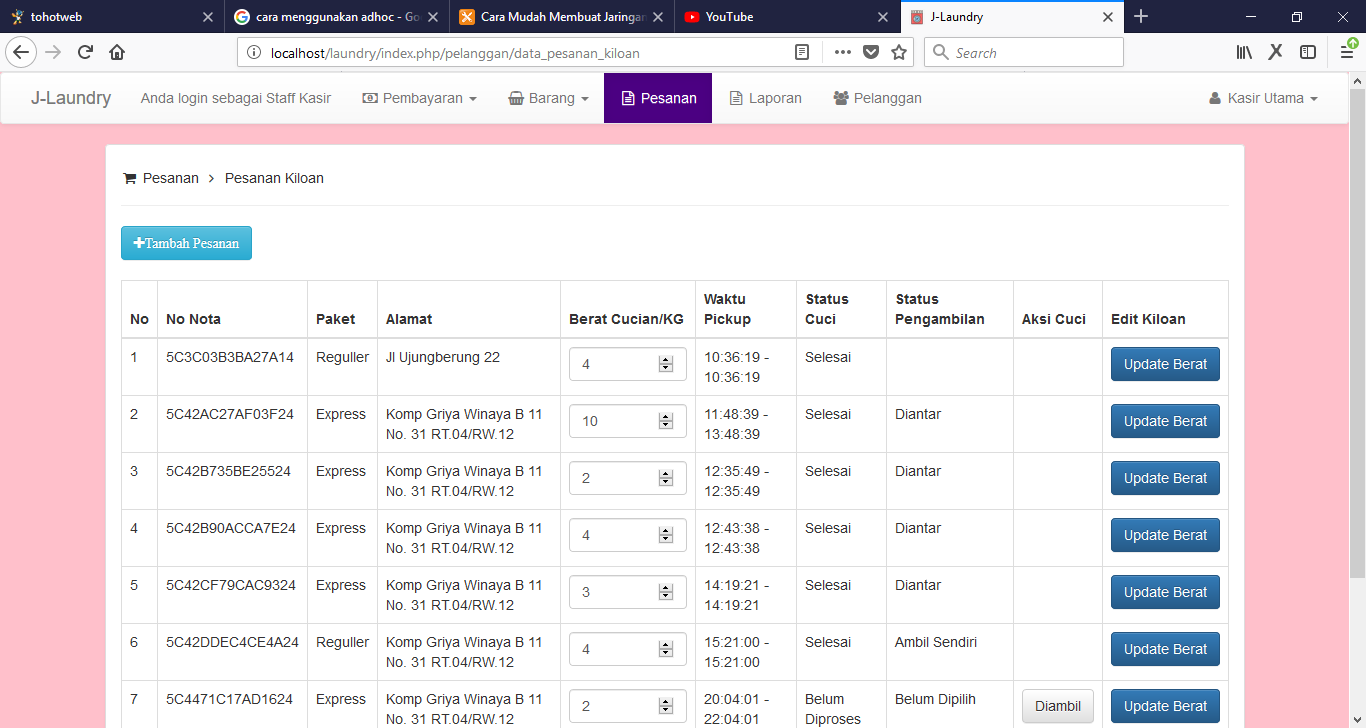 tohotweb
cara menggunakan adhoc - Go
Cara Mudah Membuat Jaringan
YouTube
J-Laundry
localhost/laundry/index.php/pelanggan/data_pesanan_kiloan
Search
J-Laundry
Anda login sebagai Staff Kasir
Pembayaran
Barang
Pesanan
Laporan
Pelanggan
Kasir Utama
Pesanan > Pesanan Kiloan
+Tambah Pesanan
No No Nota Paket Alamat Berat Cucian/KG Waktu Pickup Status Cuci Status Pengambilan Aksi Cuci Edit Kiloan
1 5C3C03B3BA27A14 Reguller Jl Ujungberung 22 4 10:36:19 - 10:36:19 Selesai Update Berat
2 5C42AC27AF03F24 Express Komp Griya Winaya B 11 No. 31 RT.04/RW.12 10 11:48:39 - 13:48:39 Selesai Diantar Update Berat
3 5C42B735BE25524 Express Komp Griya Winaya B 11 No. 31 RT.04/RW.12 2 12:35:49 - 12:35:49 Selesai Diantar Update Berat
4 5C42B90ACCA7E24 Express Komp Griya Winaya B 11 No. 31 RT.04/RW.12 4 12:43:38 - 12:43:38 Selesai Diantar Update Berat
5 5C42CF79CAC9324 Express Komp Griya Winaya B 11 No. 31 RT.04/RW.12 3 14:19:21 - 14:19:21 Selesai Diantar Update Berat
6 5C42DDEC4CE4A24 Reguller Komp Griya Winaya B 11 No. 31 RT.04/RW.12 4 15:21:00 - 15:21:00 Selesai Ambil Sendiri Update Berat
7 5C4471C17AD1624 Express Komp Griya Winaya B 11 No. 31 RT.04/RW.12 2 20:04:01 - 22:04:01 Belum Diproses Belum Dipilih Diambil Update Berat